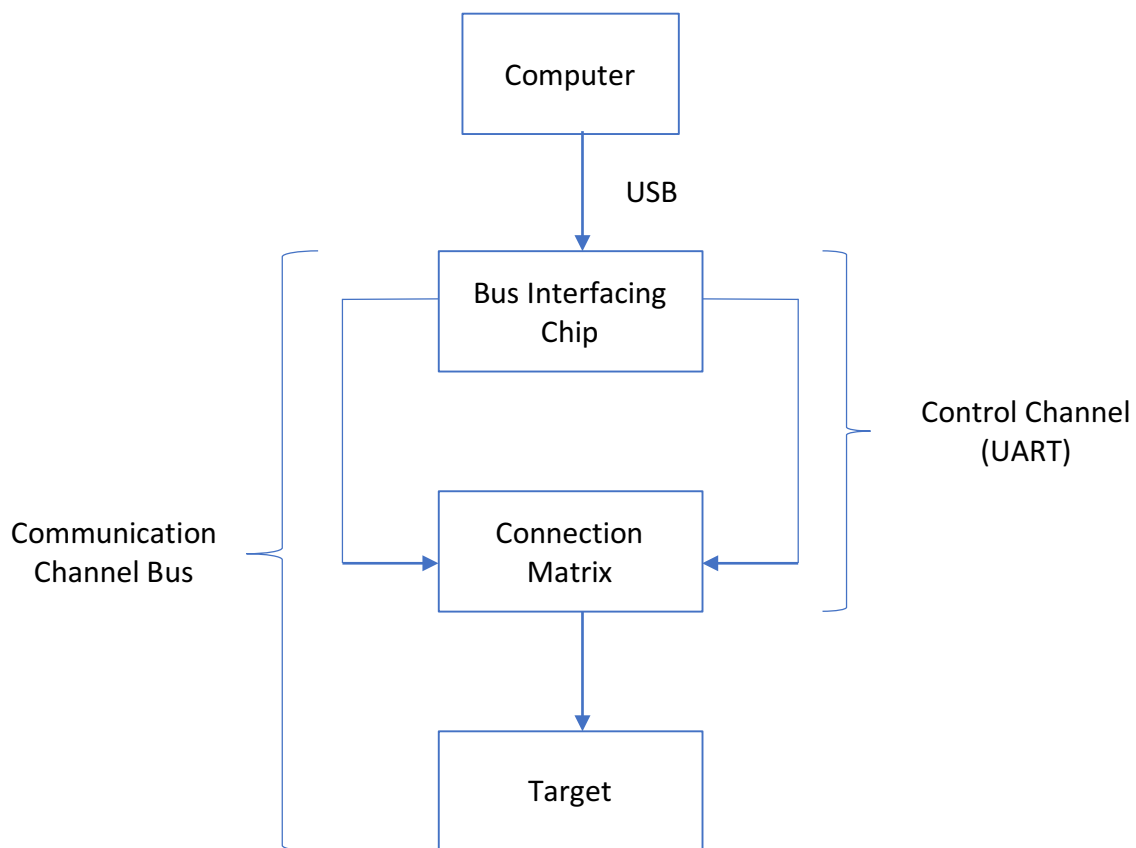 Computer
USB
Bus Interfacing
Chip
Control Channel
(UART)
Connection
Matrix
Communication
Channel Bus
Target